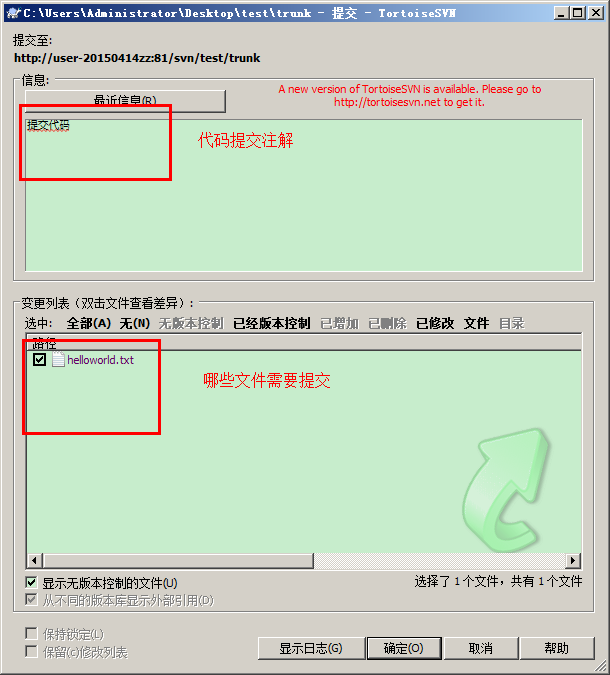 C:\Users\Administrator\Desktop\test\trunk - 提交 - TortoiseSVN
提交至:
http://user-20150414zz:81/svn/test/trunk
信息:
最近信息(R)
A new version of TortoiseSVN is available. Please go to
http://tortoisesvn.net to get it.
提交代码
代码提交注解
变更列表（双击文件查看差异）:
选中: 全部(A) 无(N) 无版本控制 已经版本控制 已增加 已删除 已修改 文件 目录
路径
helloworld.txt
哪些文件需要提交
显示无版本控制的文件(U)
选择了 1 个文件，共有 1 个文件
从不同的版本库显示外部引用(D)
保持锁定(L)
保留(c)修改列表
显示日志(G) 确定(O) 取消 帮助